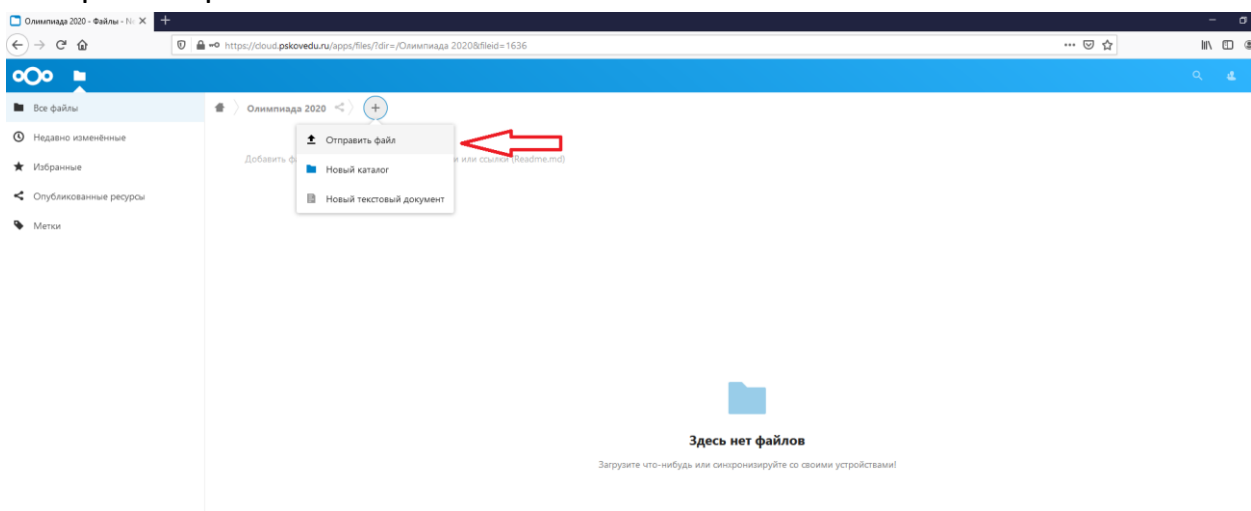 Олимпиада 2020 - Файлы - Ne
https://cloud.pskovedu.ru/apps/files/?dir=/Олимпиада 2020&fileid=1636
Все файлы
Олимпиада 2020
Недавно изменённые
Отправить файл
Добавить
или ссылки (Readme.md)
Избранные
Новый каталог
Опубликованные ресурсы
Новый текстовый документ
Метки
Здесь нет файлов
Загрузите что-нибудь или синхронизируйте со своими устройствами!